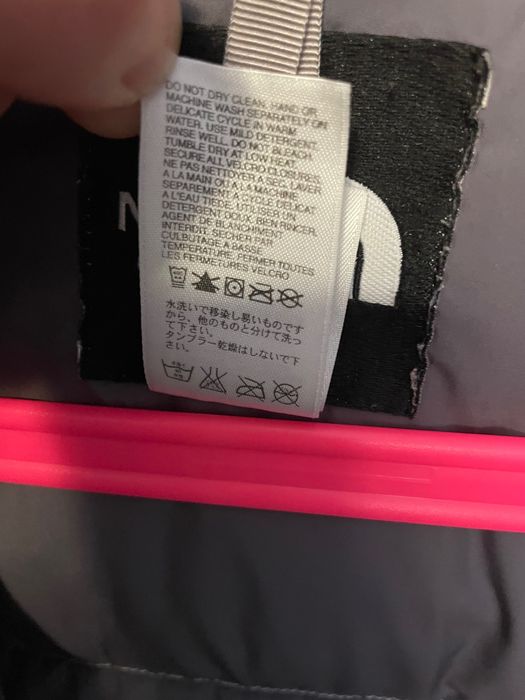 DO NOT DRY CLEAN. HAND OR
MACHINE WASH SEPARATELY ON
DELICATE CYCLE IN WARM
WATER. USE MILD DETERGENT.
RINSE WELL. DO NOT BLEACH.
TUMBLE DRY AT LOW HEAT.
SECURE ALL VELCRO CLOSURES.
NE PAS NETTOYER A SEC. LAVER
A LA MAIN OU A LA MACHINE
SEPAREMENT A CYCLE DELICAT
A L'EAU TIEDE. UTILISER UN
DETERGENT DOUX. BIEN RINCER.
AGENT DE BLANCHIMENT
INTERDIT. SECHER PAR
CULBUTAGE A BASSE
TEMPERATURE. FERMER TOUTES
LES FERMETURES VELCRO
水洗いで移染し易いものです
から、他のものと分けて洗っ
て下さい。
タンブラー乾燥はしないで下
さい。
N